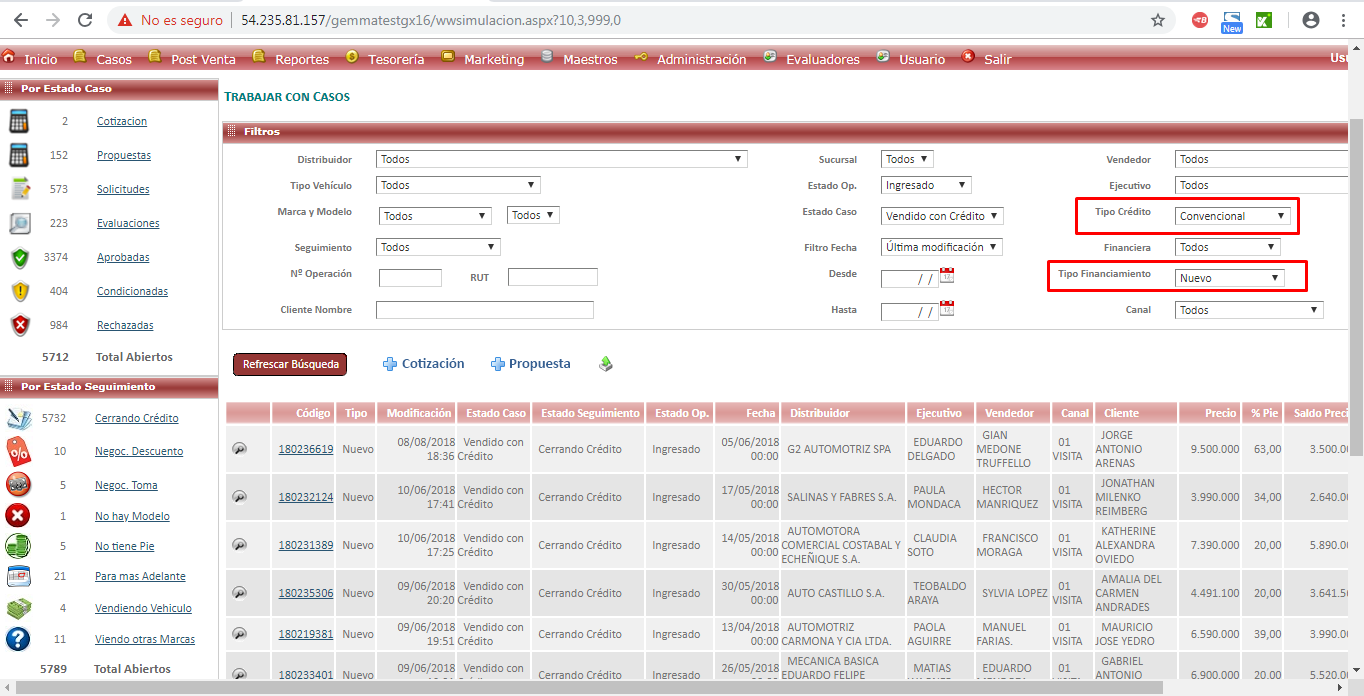 No es seguro | 54.235.81.157/gemmatestgx16/wwsimulacion.aspx?10,3,999,0
New
Inicio Casos Post Venta Reportes Tesorería Marketing Maestros Administración Evaluadores Usuario Salir
Por Estado Caso
2 Cotizacion
152 Propuestas
573 Solicitudes
223 Evaluaciones
3374 Aprobadas
404 Condicionadas
984 Rechazadas
5712 Total Abiertos
Por Estado Seguimiento
5732 Cerrando Crédito
10 Negoc. Descuento
5 Negoc. Toma
1 No hay Modelo
5 No tiene Pie
21 Para mas Adelante
4 Vendiendo Vehiculo
11 Viendo otras Marcas
5789 Total Abiertos
TRABAJAR CON CASOS
Filtros
Distribuidor Todos Sucursal Todos Vendedor Todos
Tipo Vehículo Todos Estado Op. Ingresado Ejecutivo Todos
Marca y Modelo Todos Todos Estado Caso Vendido con Crédito Tipo Crédito Convencional
Seguimiento Todos Filtro Fecha Última modificación Financiera Todos
Nº Operación RUT Desde / / Tipo Financiamiento Nuevo
Cliente Nombre Hasta / / Canal Todos
Refrescar Búsqueda Cotización Propuesta
Código Tipo Modificación Estado Caso Estado Seguimiento Estado Op. Fecha Distribuidor Ejecutivo Vendedor Canal Cliente Precio % Pie Saldo Preci
180236619 Nuevo 08/08/2018 18:36 Vendido con Crédito Cerrando Crédito Ingresado 05/06/2018 00:00 G2 AUTOMOTRIZ SPA EDUARDO DELGADO GIAN MEDONE TRUFFELLO 01 VISITA JORGE ANTONIO ARENAS 9.500.000 63,00 3.500.00
180232124 Nuevo 10/06/2018 17:41 Vendido con Crédito Cerrando Crédito Ingresado 17/05/2018 00:00 SALINAS Y FABRES S.A. PAULA MONDACA HECTOR MANRIQUEZ 01 VISITA JONATHAN MILENKO REIMBERG 3.990.000 34,00 2.640.00
180231389 Nuevo 10/06/2018 17:25 Vendido con Crédito Cerrando Crédito Ingresado 14/05/2018 00:00 AUTOMOTORA COMERCIAL COSTABAL Y ECHEÑIQUE S.A. CLAUDIA SOTO FRANCISCO MORAGA 01 VISITA KATHERINE ALEXANDRA OVIEDO 7.390.000 20,00 5.890.00
180235306 Nuevo 09/06/2018 20:20 Vendido con Crédito Cerrando Crédito Ingresado 30/05/2018 00:00 AUTO CASTILLO S.A. TEOBALDO ARAYA SYLVIA LOPEZ 01 VISITA AMALIA DEL CARMEN ANDRADES 4.491.100 20,00 3.641.50
180219381 Nuevo 09/06/2018 19:51 Vendido con Crédito Cerrando Crédito Ingresado 13/04/2018 00:00 AUTOMOTRIZ CARMONA Y CIA LTDA. PAOLA AGUIRRE MANUEL FARIAS. 01 VISITA MAURICIO JOSE YEDRO 6.590.000 39,00 3.990.00
180233401 Nuevo 09/06/2018 Vendido con Crédito Cerrando Crédito Ingresado 26/05/2018 MECANICA BASICA EDUARDO FELIPE MATIAS EDUARDO 01 GABRIEL ANTONIO 6.900.000 20,00 5.520.00